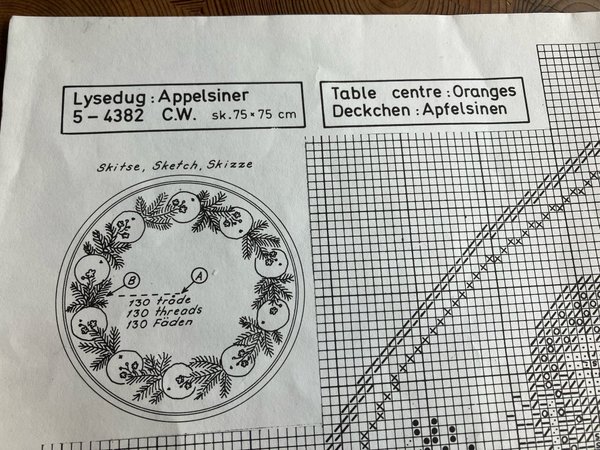 Lysedug : Appelsiner
5 – 4382 C.W. sk. 75 × 75 cm
Table centre : Oranges
Deckchen : Apfelsinen
Skitse, Sketch, Skizze
B A
130 tråde
130 threads
130 Fäden